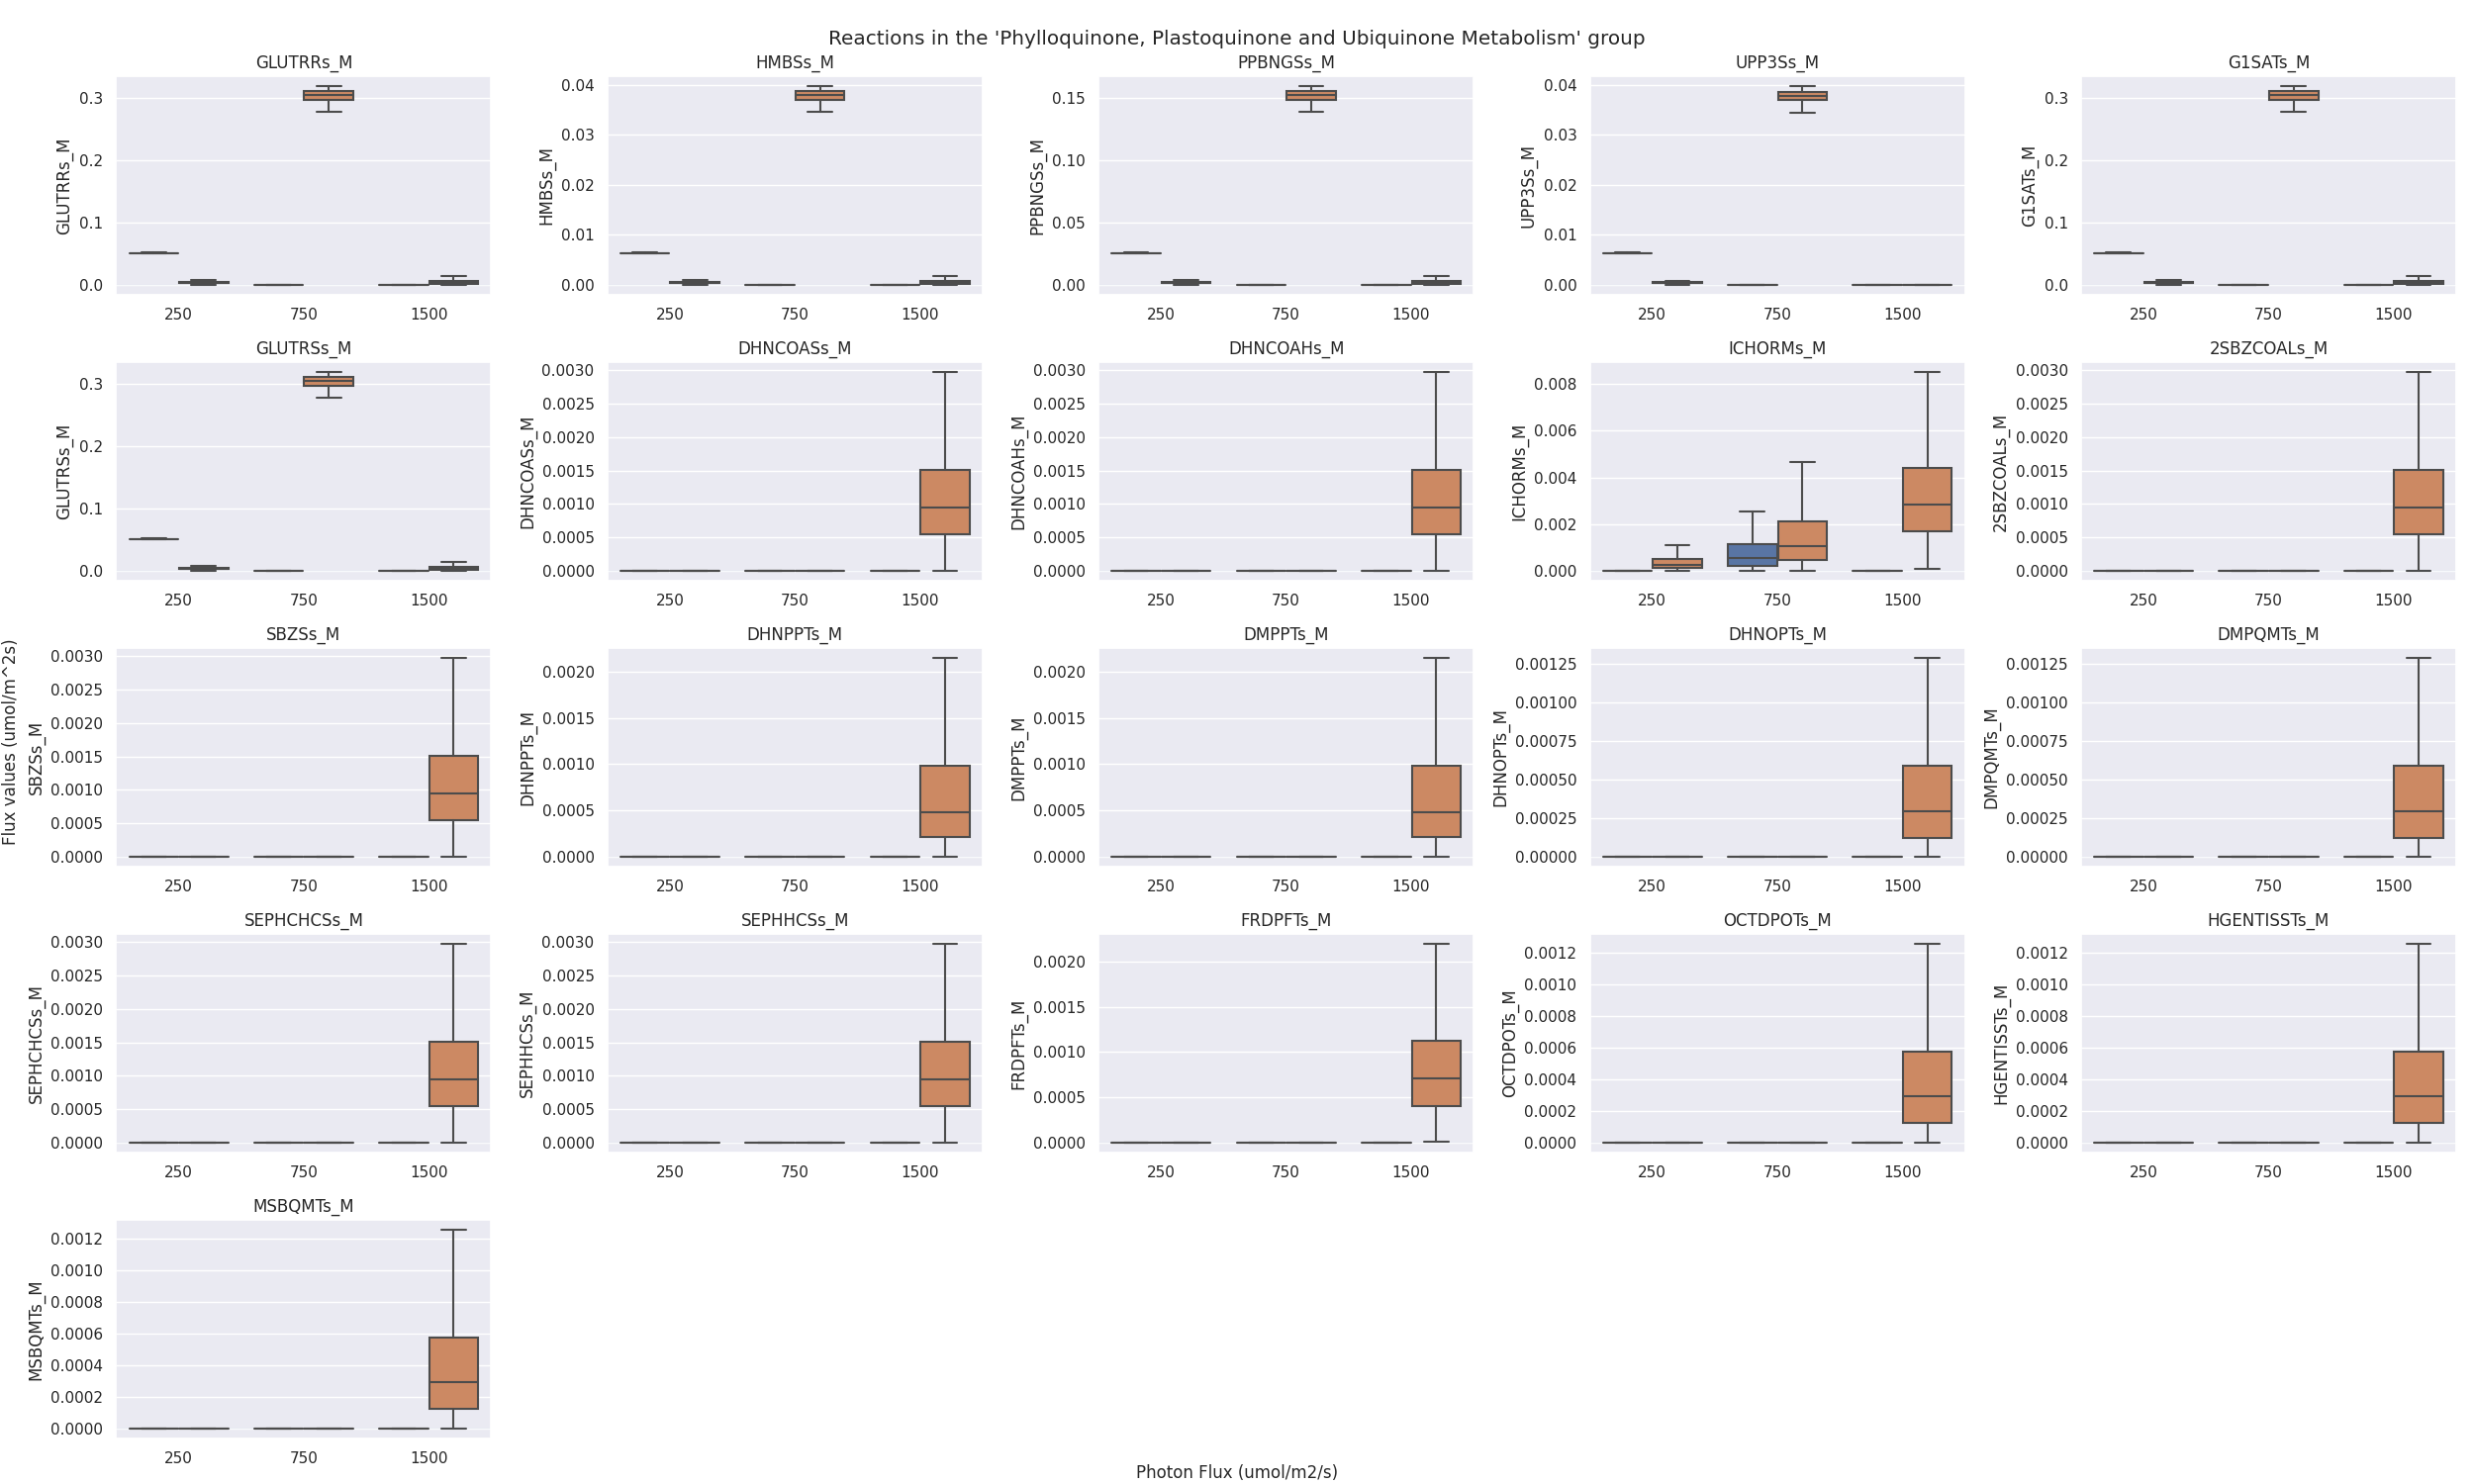 Reactions in the 'Phylloquinone, Plastoquinone and Ubiquinone Metabolism' group
GLUTRRs_M
GLUTRRs_M
0.3
0.2
0.1
0.0
250 750 1500
HMBSs_M
HMBSs_M
0.04
0.03
0.02
0.01
0.00
250 750 1500
PPBNGSs_M
PPBNGSs_M
0.15
0.10
0.05
0.00
250 750 1500
UPP3Ss_M
UPP3Ss_M
0.04
0.03
0.02
0.01
0.00
250 750 1500
G1SATs_M
G1SATs_M
0.3
0.2
0.1
0.0
250 750 1500
GLUTRSs_M
GLUTRSs_M
0.3
0.2
0.1
0.0
250 750 1500
DHNCOASs_M
DHNCOASs_M
0.0030
0.0025
0.0020
0.0015
0.0010
0.0005
0.0000
250 750 1500
DHNCOAHs_M
DHNCOAHs_M
0.0030
0.0025
0.0020
0.0015
0.0010
0.0005
0.0000
250 750 1500
ICHORMs_M
ICHORMs_M
0.008
0.006
0.004
0.002
0.000
250 750 1500
2SBZCOALs_M
2SBZCOALs_M
0.0030
0.0025
0.0020
0.0015
0.0010
0.0005
0.0000
250 750 1500
Flux values (umol/m^2s)
SBZSs_M
SBZSs_M
0.0030
0.0025
0.0020
0.0015
0.0010
0.0005
0.0000
250 750 1500
DHNPPTs_M
DHNPPTs_M
0.0020
0.0015
0.0010
0.0005
0.0000
250 750 1500
DMPPTs_M
DMPPTs_M
0.0020
0.0015
0.0010
0.0005
0.0000
250 750 1500
DHNOPTs_M
DHNOPTs_M
0.00125
0.00100
0.00075
0.00050
0.00025
0.00000
250 750 1500
DMPQMTs_M
DMPQMTs_M
0.00125
0.00100
0.00075
0.00050
0.00025
0.00000
250 750 1500
SEPHCHCSs_M
SEPHCHCSs_M
0.0030
0.0025
0.0020
0.0015
0.0010
0.0005
0.0000
250 750 1500
SEPHHCSs_M
SEPHHCSs_M
0.0030
0.0025
0.0020
0.0015
0.0010
0.0005
0.0000
250 750 1500
FRDPFTs_M
FRDPFTs_M
0.0020
0.0015
0.0010
0.0005
0.0000
250 750 1500
OCTDPOTs_M
OCTDPOTs_M
0.0012
0.0010
0.0008
0.0006
0.0004
0.0002
0.0000
250 750 1500
HGENTISSTs_M
HGENTISSTs_M
0.0012
0.0010
0.0008
0.0006
0.0004
0.0002
0.0000
250 750 1500
MSBQMTs_M
MSBQMTs_M
0.0012
0.0010
0.0008
0.0006
0.0004
0.0002
0.0000
250 750 1500
Photon Flux (umol/m2/s)